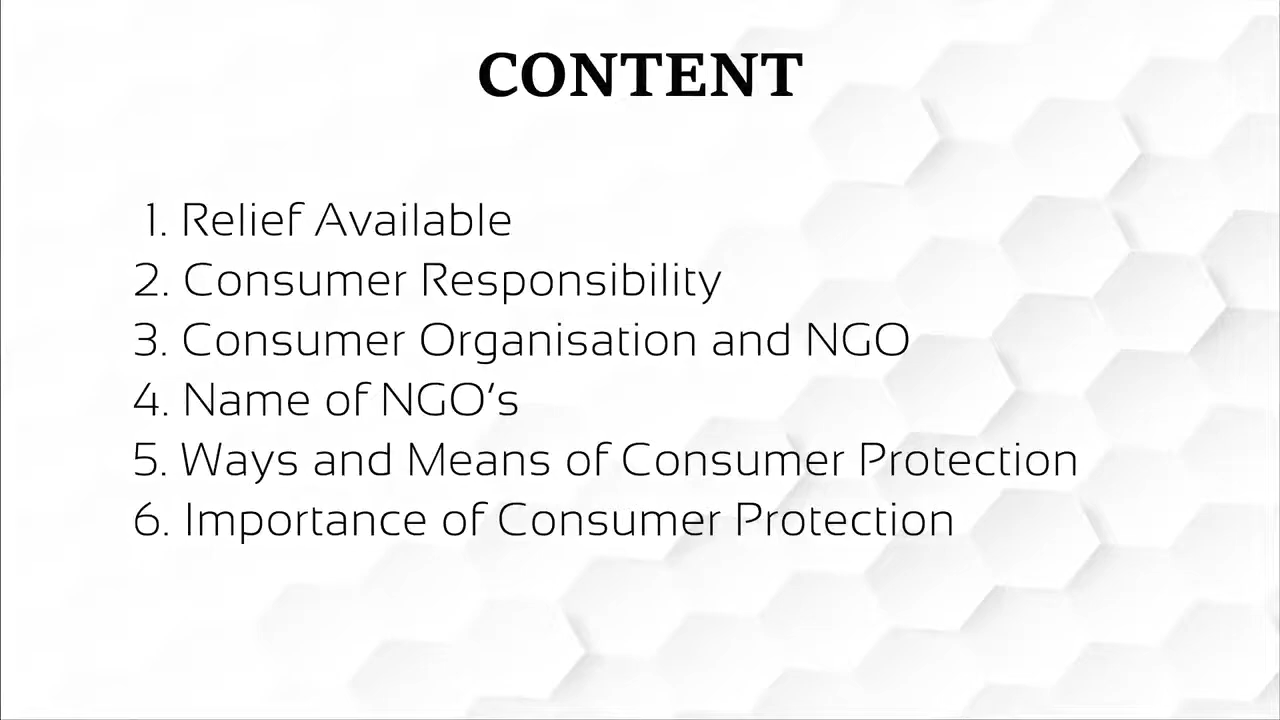 CONTENT
1. Relief Available
2. Consumer Responsibility
3. Consumer Organisation and NGO
4. Name of NGO‘s
5. Ways and Means of Consumer Protection
6. Importance of Consumer Protection